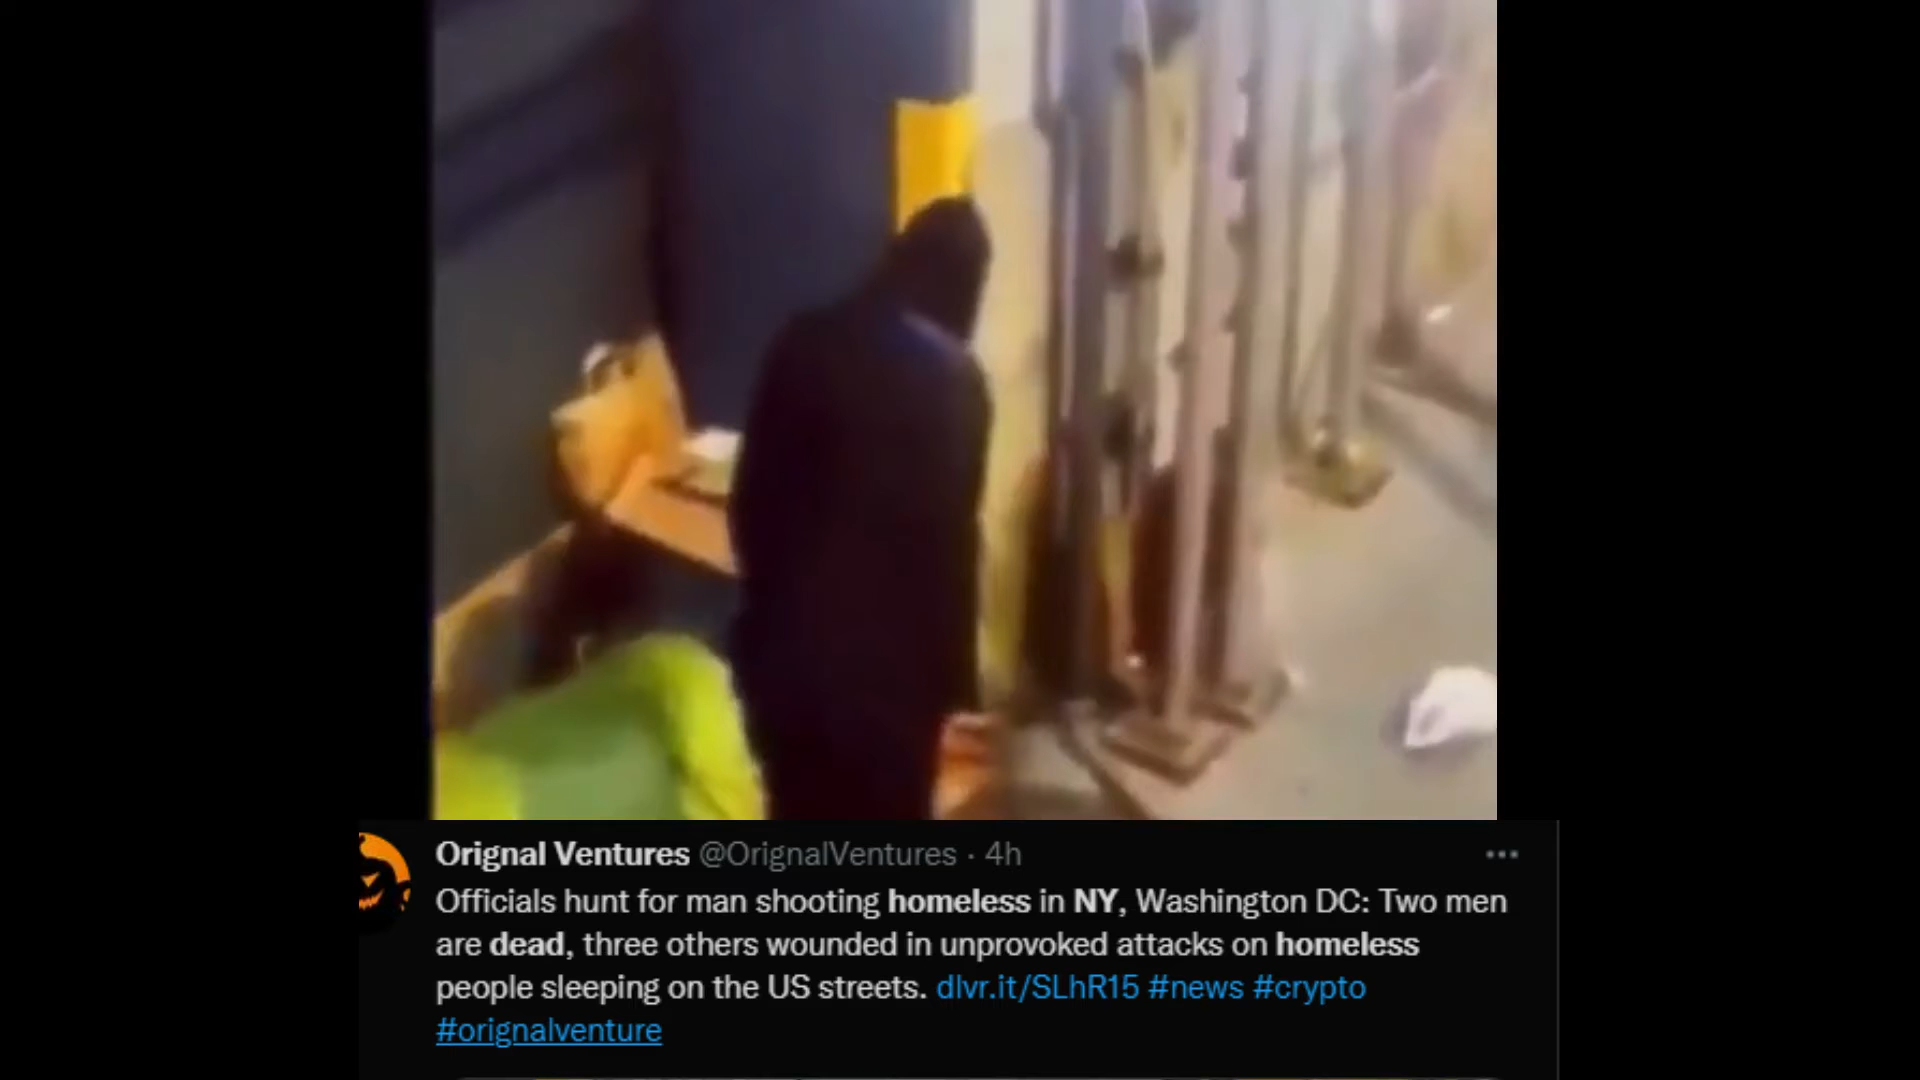 Orignal Ventures @OrignalVentures · 4h
Officials hunt for man shooting homeless in NY, Washington DC: Two men
are dead, three others wounded in unprovoked attacks on homeless
people sleeping on the US streets. dlvr.it/SLhR15 #news #crypto
#orignalventure